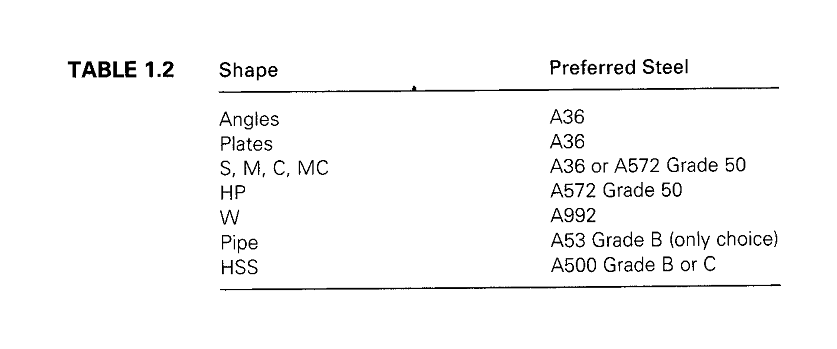 TABLE 1.2 Shape Preferred Steel
Angles A36
Plates A36
S, M, C, MC A36 or A572 Grade 50
HP A572 Grade 50
W A992
Pipe A53 Grade B (only choice)
HSS A500 Grade B or C